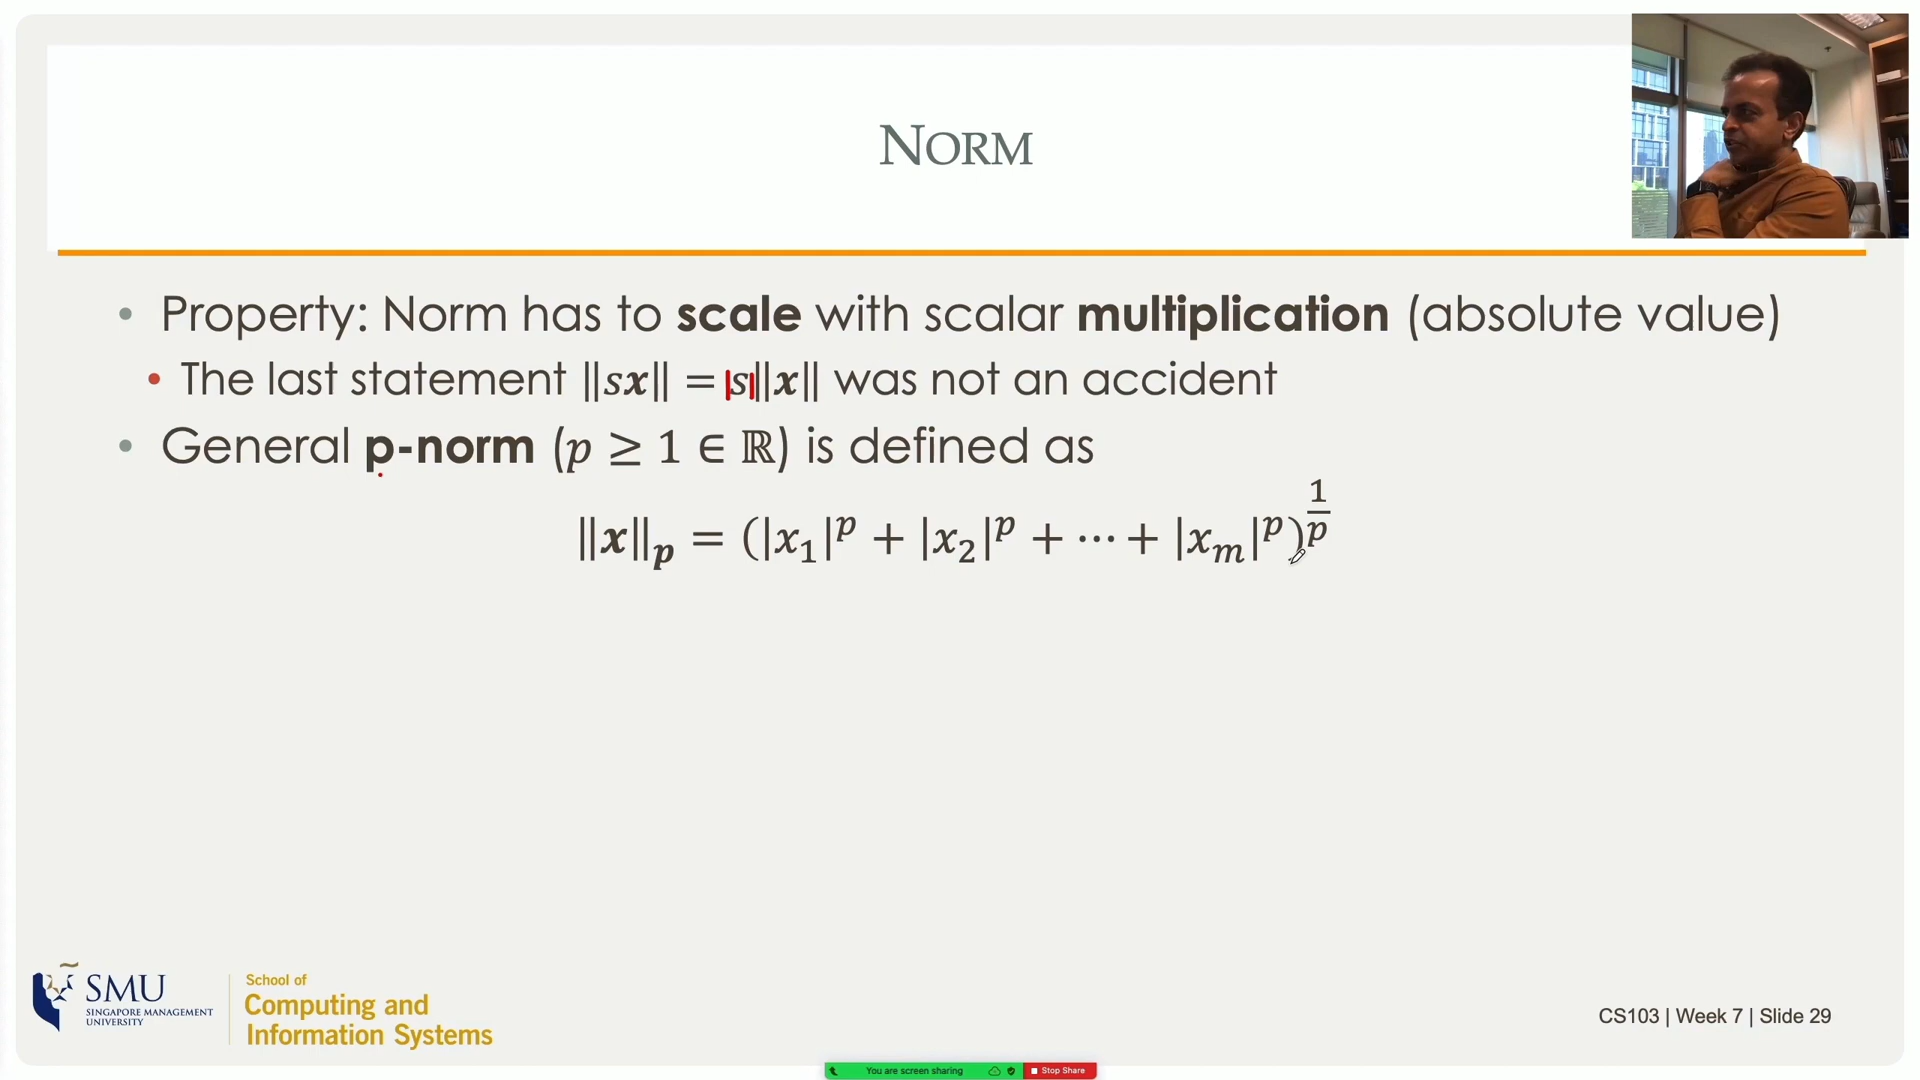 NORM
• Property: Norm has to scale with scalar multiplication (absolute value)
• The last statement ‖sx‖ = |s|‖x‖ was not an accident
• General p-norm (p ≥ 1 ∈ ℝ) is defined as
‖x‖ₚ = (|x₁|ᵖ + |x₂|ᵖ + ⋯ + |xₘ|ᵖ)^(1/p)
SMU
SINGAPORE MANAGEMENT
UNIVERSITY
School of
Computing and
Information Systems
CS103 | Week 7 | Slide 29
You are screen sharing
Stop Share